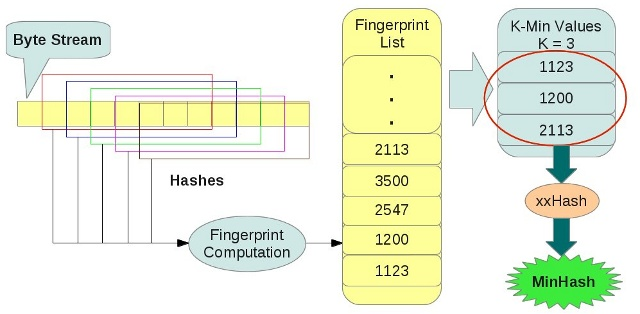 Byte Stream
Hashes
Fingerprint
Computation
Fingerprint
List
.
.
.
2113
3500
2547
1200
1123
K-Min Values
K = 3
1123
1200
2113
xxHash
MinHash